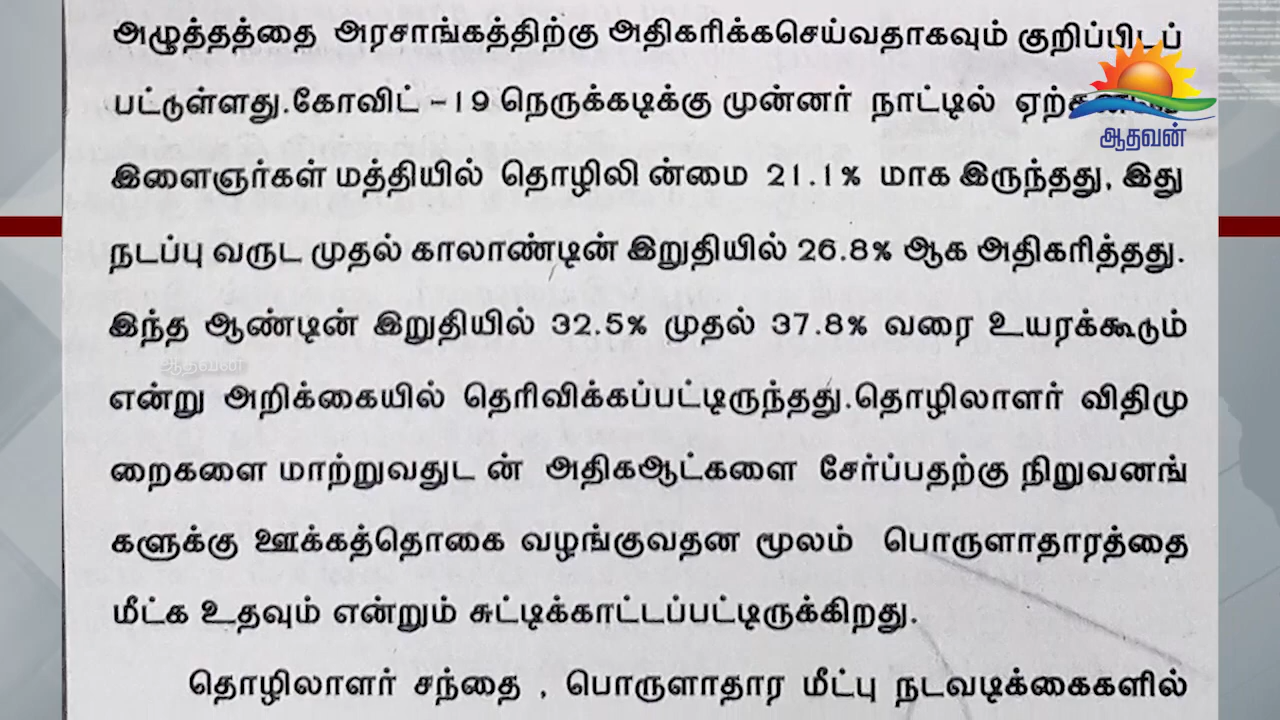 அழுத்தத்தை அரசாங்கத்திற்கு அதிகரிக்கசெய்வதாகவும் குறிப்பிடப்
பட்டுள்ளது.கோவிட் –19 நெருக்கடிக்கு முன்னர் நாட்டில்
ஆதவன்
இளைஞர்கள் மத்தியில் தொழிலி ன்மை 21.1% மாக இருந்தது, இது
நடப்பு வருட முதல் காலாண்டின் இறுதியில் 26.8% ஆக அதிகரித்தது.
இந்த ஆண்டின் இறுதியில் 32.5% முதல் 37.8% வரை உயரக்கூடும்
ஆதவன்
என்று அறிக்கையில் தெரிவிக்கப்பட்டிருந்தது.தொழிலாளர் விதிமு
றைகளை மாற்றுவதுட ன் அதிகஆட்களை சேர்ப்பதற்கு நிறுவனங்
களுக்கு ஊக்கத்தொகை வழங்குவதன மூலம் பொருளாதாரத்தை
மீட்க உதவும் என்றும் சுட்டிக்காட்டப்பட்டிருக்கிறது.
தொழிலாளர் சந்தை , பொருளாதார மீட்பு நடவடிக்கைகளில்